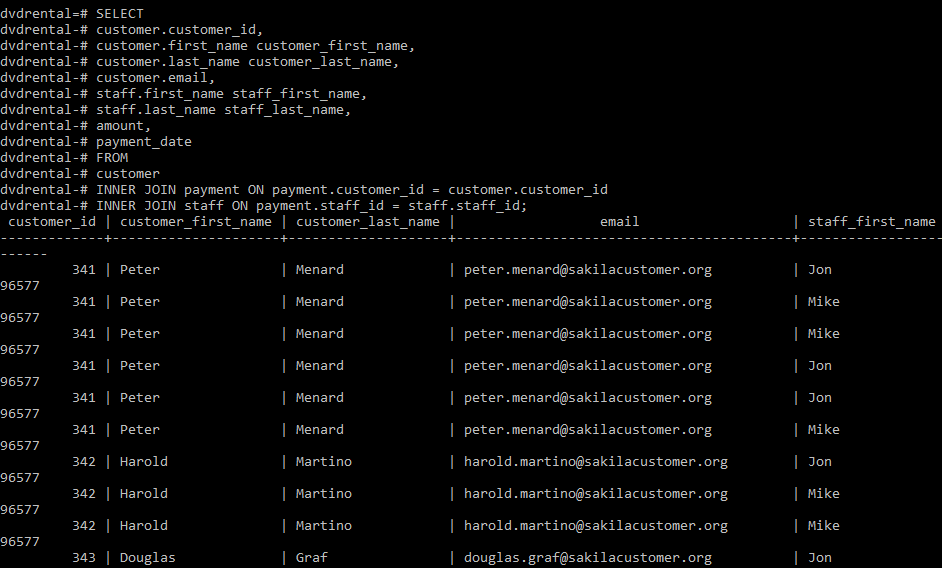 dvdrental=# SELECT
dvdrental-# customer.customer_id,
dvdrental-# customer.first_name customer_first_name,
dvdrental-# customer.last_name customer_last_name,
dvdrental-# customer.email,
dvdrental-# staff.first_name staff_first_name,
dvdrental-# staff.last_name staff_last_name,
dvdrental-# amount,
dvdrental-# payment_date
dvdrental-# FROM
dvdrental-# customer
dvdrental-# INNER JOIN payment ON payment.customer_id = customer.customer_id
dvdrental-# INNER JOIN staff ON payment.staff_id = staff.staff_id;
 customer_id | customer_first_name | customer_last_name |                  email                   | staff_first_name
-------------+---------------------+--------------------+------------------------------------------+------------------
------
         341 | Peter               | Menard             | peter.menard@sakilacustomer.org          | Jon
96577
         341 | Peter               | Menard             | peter.menard@sakilacustomer.org          | Mike
96577
         341 | Peter               | Menard             | peter.menard@sakilacustomer.org          | Mike
96577
         341 | Peter               | Menard             | peter.menard@sakilacustomer.org          | Jon
96577
         341 | Peter               | Menard             | peter.menard@sakilacustomer.org          | Jon
96577
         341 | Peter               | Menard             | peter.menard@sakilacustomer.org          | Mike
96577
         342 | Harold              | Martino            | harold.martino@sakilacustomer.org        | Jon
96577
         342 | Harold              | Martino            | harold.martino@sakilacustomer.org        | Mike
96577
         342 | Harold              | Martino            | harold.martino@sakilacustomer.org        | Mike
96577
         343 | Douglas             | Graf               | douglas.graf@sakilacustomer.org          | Jon